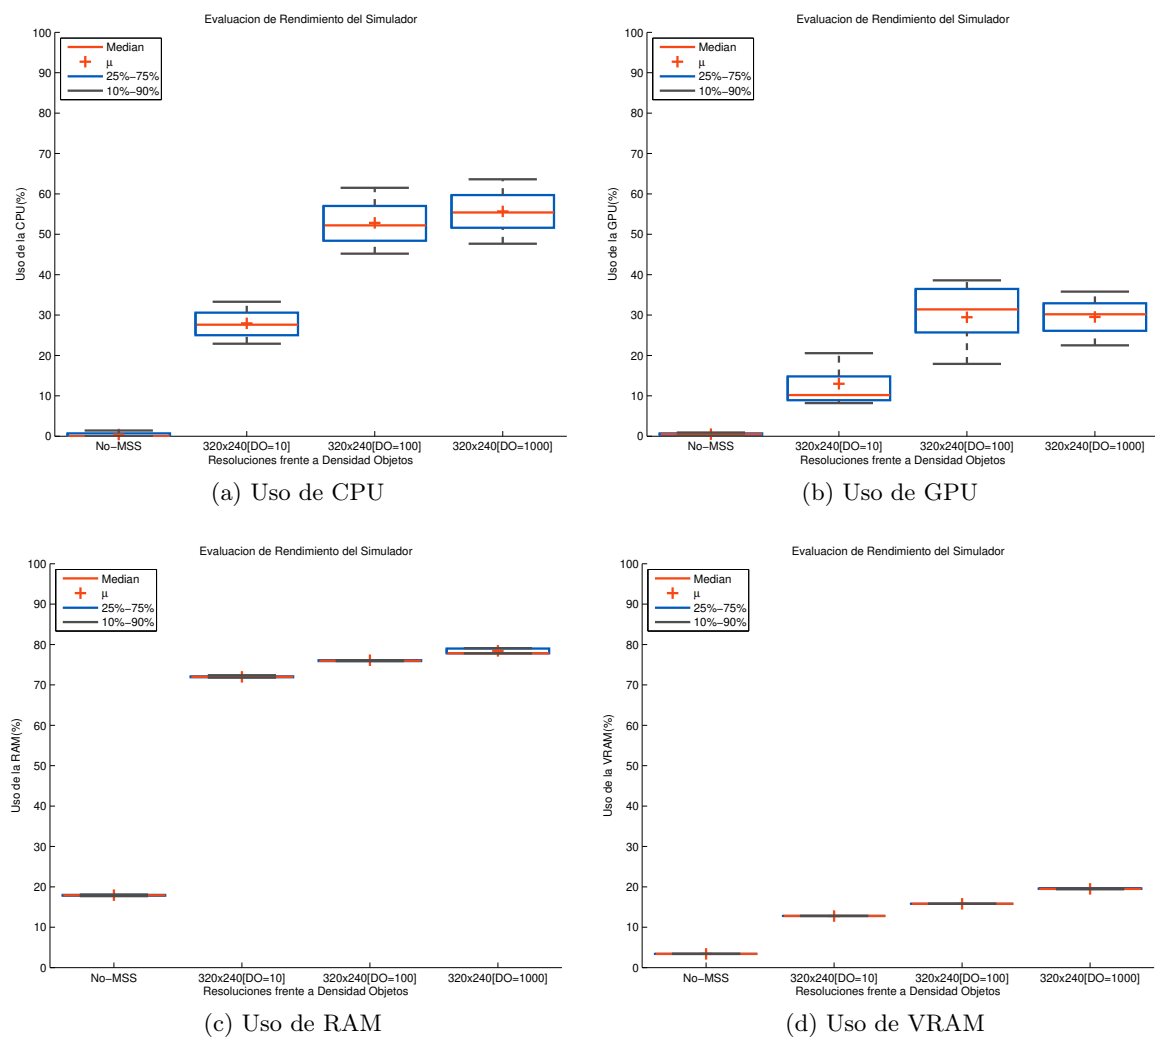 Evaluacion de Rendimiento del Simulador
100
90
80
70
60
50
40
30
20
10
0
Uso de la CPU(%)
Median
μ
25%−75%
10%−90%
No−MSS 320x240[DO=10] 320x240[DO=100] 320x240[DO=1000]
Resoluciones frente a Densidad Objetos
(a) Uso de CPU
Evaluacion de Rendimiento del Simulador
100
90
80
70
60
50
40
30
20
10
0
Uso de la GPU(%)
Median
μ
25%−75%
10%−90%
No−MSS 320x240[DO=10] 320x240[DO=100] 320x240[DO=1000]
Resoluciones frente a Densidad Objetos
(b) Uso de GPU
Evaluacion de Rendimiento del Simulador
100
90
80
70
60
50
40
30
20
10
0
Uso de la RAM(%)
Median
μ
25%−75%
10%−90%
No−MSS 320x240[DO=10] 320x240[DO=100] 320x240[DO=1000]
Resoluciones frente a Densidad Objetos
(c) Uso de RAM
Evaluacion de Rendimiento del Simulador
100
90
80
70
60
50
40
30
20
10
0
Uso de la VRAM(%)
Median
μ
25%−75%
10%−90%
No−MSS 320x240[DO=10] 320x240[DO=100] 320x240[DO=1000]
Resoluciones frente a Densidad Objetos
(d) Uso de VRAM